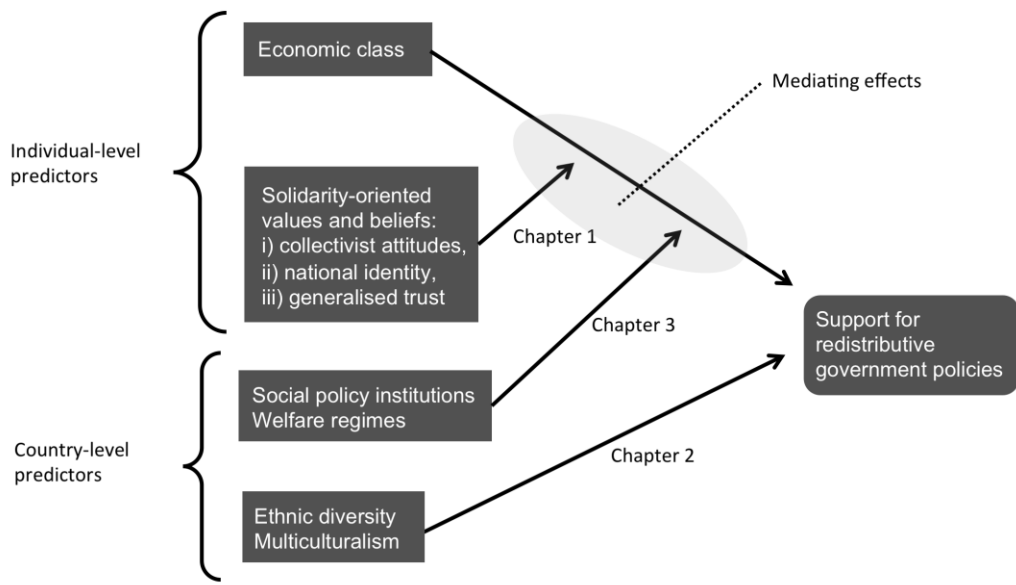 Economic class
Mediating effects
Individual-level
predictors
Solidarity-oriented
values and beliefs:
i) collectivist attitudes,
ii) national identity,
iii) generalised trust
Chapter 1
Chapter 3
Support for
redistributive
government policies
Social policy institutions
Welfare regimes
Country-level
predictors
Chapter 2
Ethnic diversity
Multiculturalism